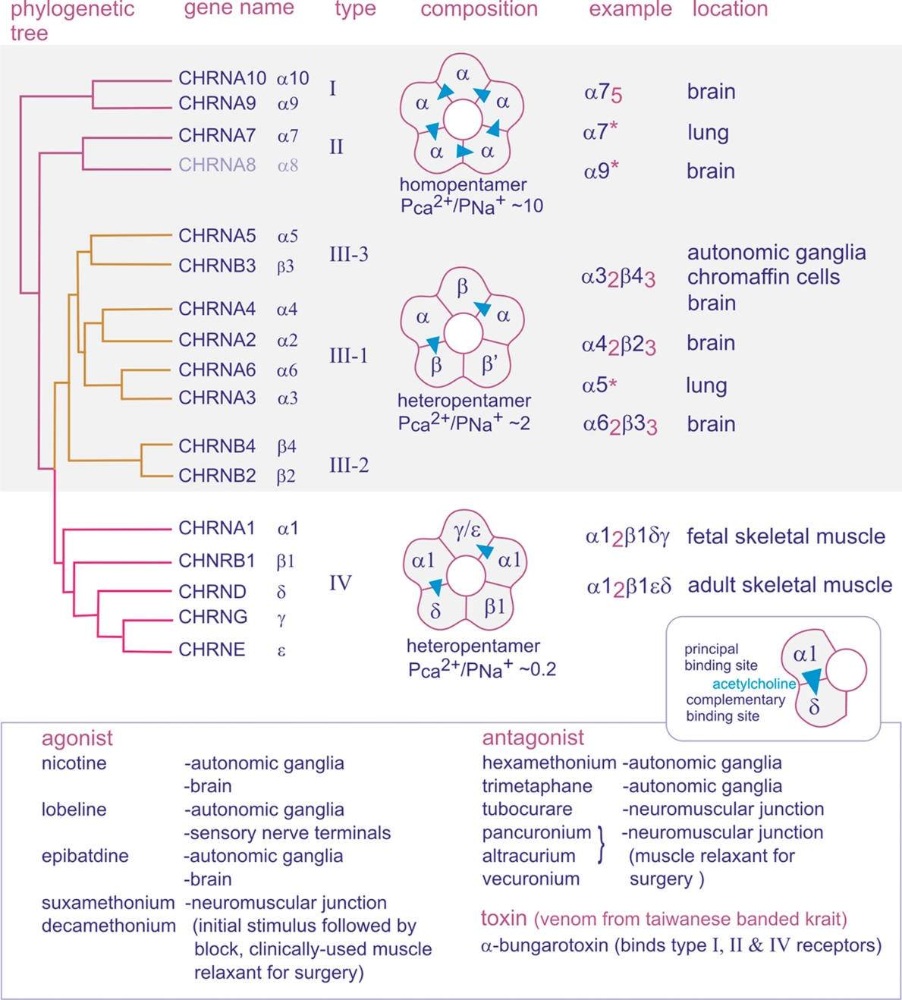 phylogenetic tree gene name type composition example location
CHRNA10 α10
CHRNA9 α9
I
CHRNA7 α7
CHRNA8 α8
II
α
α
α
α
α
homopentamer
Pca2+/PNa+ ~10
α75 brain
α7* lung
α9* brain
CHRNA5 α5
CHRNB3 β3
III-3
CHRNA4 α4
CHRNA2 α2
CHRNA6 α6
CHRNA3 α3
III-1
CHRNB4 β4
CHRNB2 β2
III-2
β
α
α
β
β’
heteropentamer
Pca2+/PNa+ ~2
α32β43
autonomic ganglia
chromaffin cells
brain
α42β23 brain
α5* lung
α62β33 brain
CHRNA1 α1
CHNRB1 β1
CHRND δ
CHRNG γ
CHRNE ε
IV
γ/ε
α1
α1
δ
β1
heteropentamer
Pca2+/PNa+ ~0.2
α12β1δγ fetal skeletal muscle
α12β1εδ adult skeletal muscle
principal
binding site
acetylcholine
complementary
binding site
α1
δ
agonist
nicotine -autonomic ganglia
-brain
lobeline -autonomic ganglia
-sensory nerve terminals
epibatdine -autonomic ganglia
-brain
suxamethonium -neuromuscular junction
decamethonium (initial stimulus followed by
block, clinically-used muscle
relaxant for surgery)
antagonist
hexamethonium -autonomic ganglia
trimetaphane -autonomic ganglia
tubocurare -neuromuscular junction
pancuronium } -neuromuscular junction
altracurium (muscle relaxant for
vecuronium surgery )
toxin (venom from taiwanese banded krait)
α-bungarotoxin (binds type I, II & IV receptors)